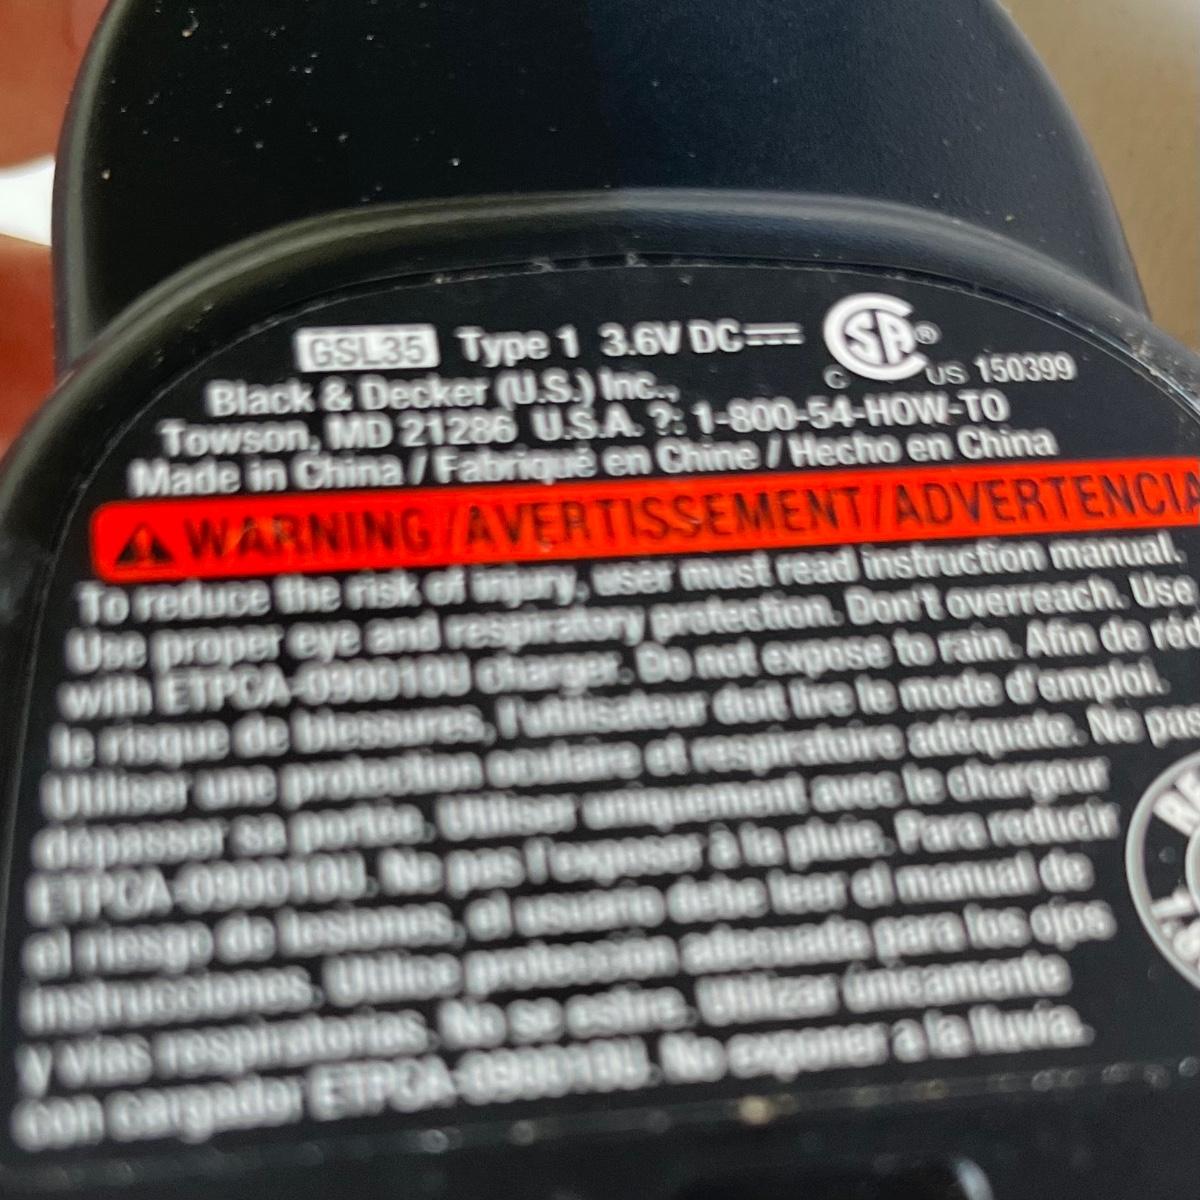 GSL35 Type 1 3.6V DC
SA ®
C US 150399
Black & Decker (U.S.) Inc.,
Towson, MD 21286 U.S.A. ?: 1-800-54-HOW-TO
Made in China / Fabriqué en Chine / Hecho en China
WARNING/AVERTISSEMENT/ADVERTENCIA
To reduce the risk of injury, user must read instruction manual.
Use proper eye and respiratory protection. Don't overreach. Use
with ETPCA-090010U charger. Do not expose to rain. Afin de réd
le risque de blessures, l'utilisateur doit lire le mode d'emploi.
Utiliser une protection oculaire et respiratoire adéquate. Ne pas
dépasser sa portée. Utiliser uniquement avec le chargeur
ETPCA-090010U. Ne pas l'exposer à la pluie. Para reducir
el riesgo de lesiones, el usuario debe leer el manual de
instrucciones. Utilice protección adecuada para los ojos
y vías respiratorias. No se estire. Utilizar únicamente
con cargador ETPCA-090010U. No exponer a la lluvia.